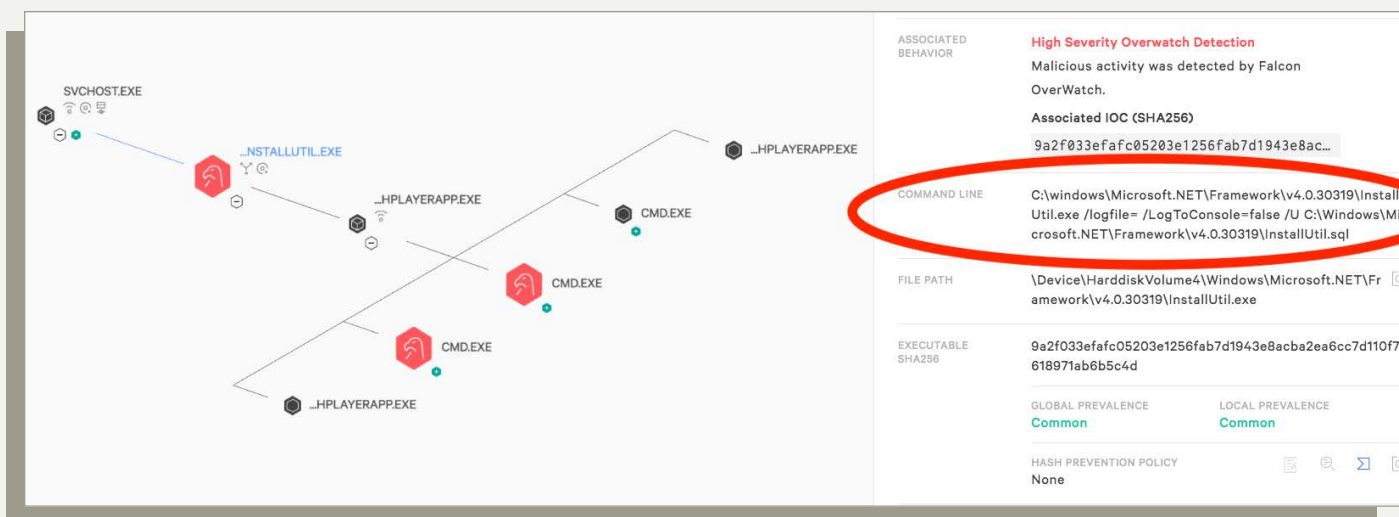 SVCHOST.EXE
...NSTALLUTIL.EXE
...HPLAYERAPP.EXE
...HPLAYERAPP.EXE
CMD.EXE
CMD.EXE
CMD.EXE
...HPLAYERAPP.EXE
ASSOCIATED
BEHAVIOR
High Severity Overwatch Detection
Malicious activity was detected by Falcon
OverWatch.
Associated IOC (SHA256)
9a2f033efafc05203e1256fab7d1943e8ac…
COMMAND LINE
C:\windows\Microsoft.NET\Framework\v4.0.30319\Install
Util.exe /logfile= /LogToConsole=false /U C:\Windows\Mi
crosoft.NET\Framework\v4.0.30319\InstallUtil.sql
FILE PATH
\Device\HarddiskVolume4\Windows\Microsoft.NET\Fr
amework\v4.0.30319\InstallUtil.exe
EXECUTABLE
SHA256
9a2f033efafc05203e1256fab7d1943e8acba2ea6cc7d110f7
618971ab6b5c4d
GLOBAL PREVALENCE
Common
LOCAL PREVALENCE
Common
HASH PREVENTION POLICY
None